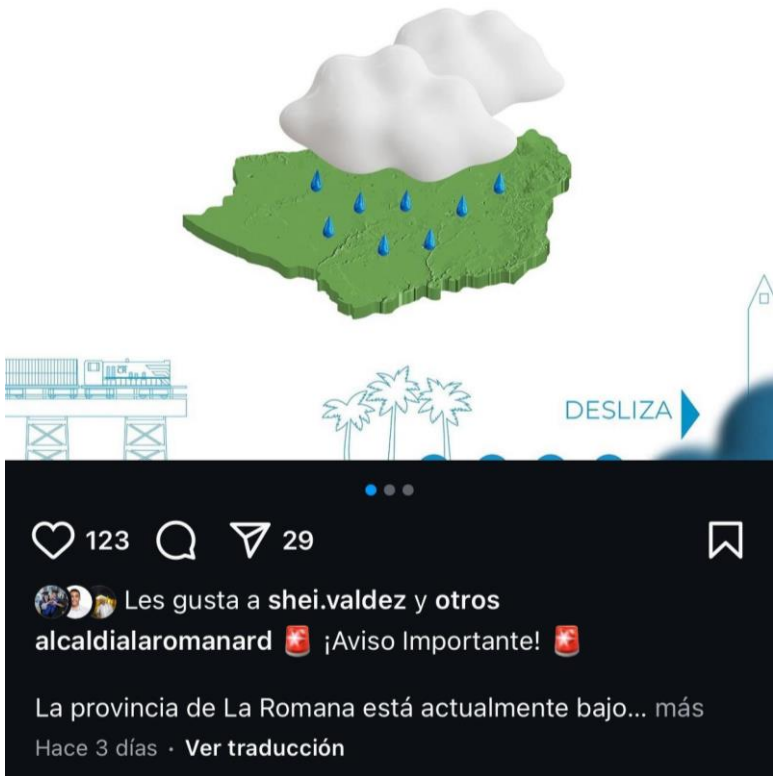 DESLIZA
123 29
Les gusta a shei.valdez y otros
alcaldialaromanard 🚨 ¡Aviso Importante! 🚨
La provincia de La Romana está actualmente bajo... más
Hace 3 días · Ver traducción